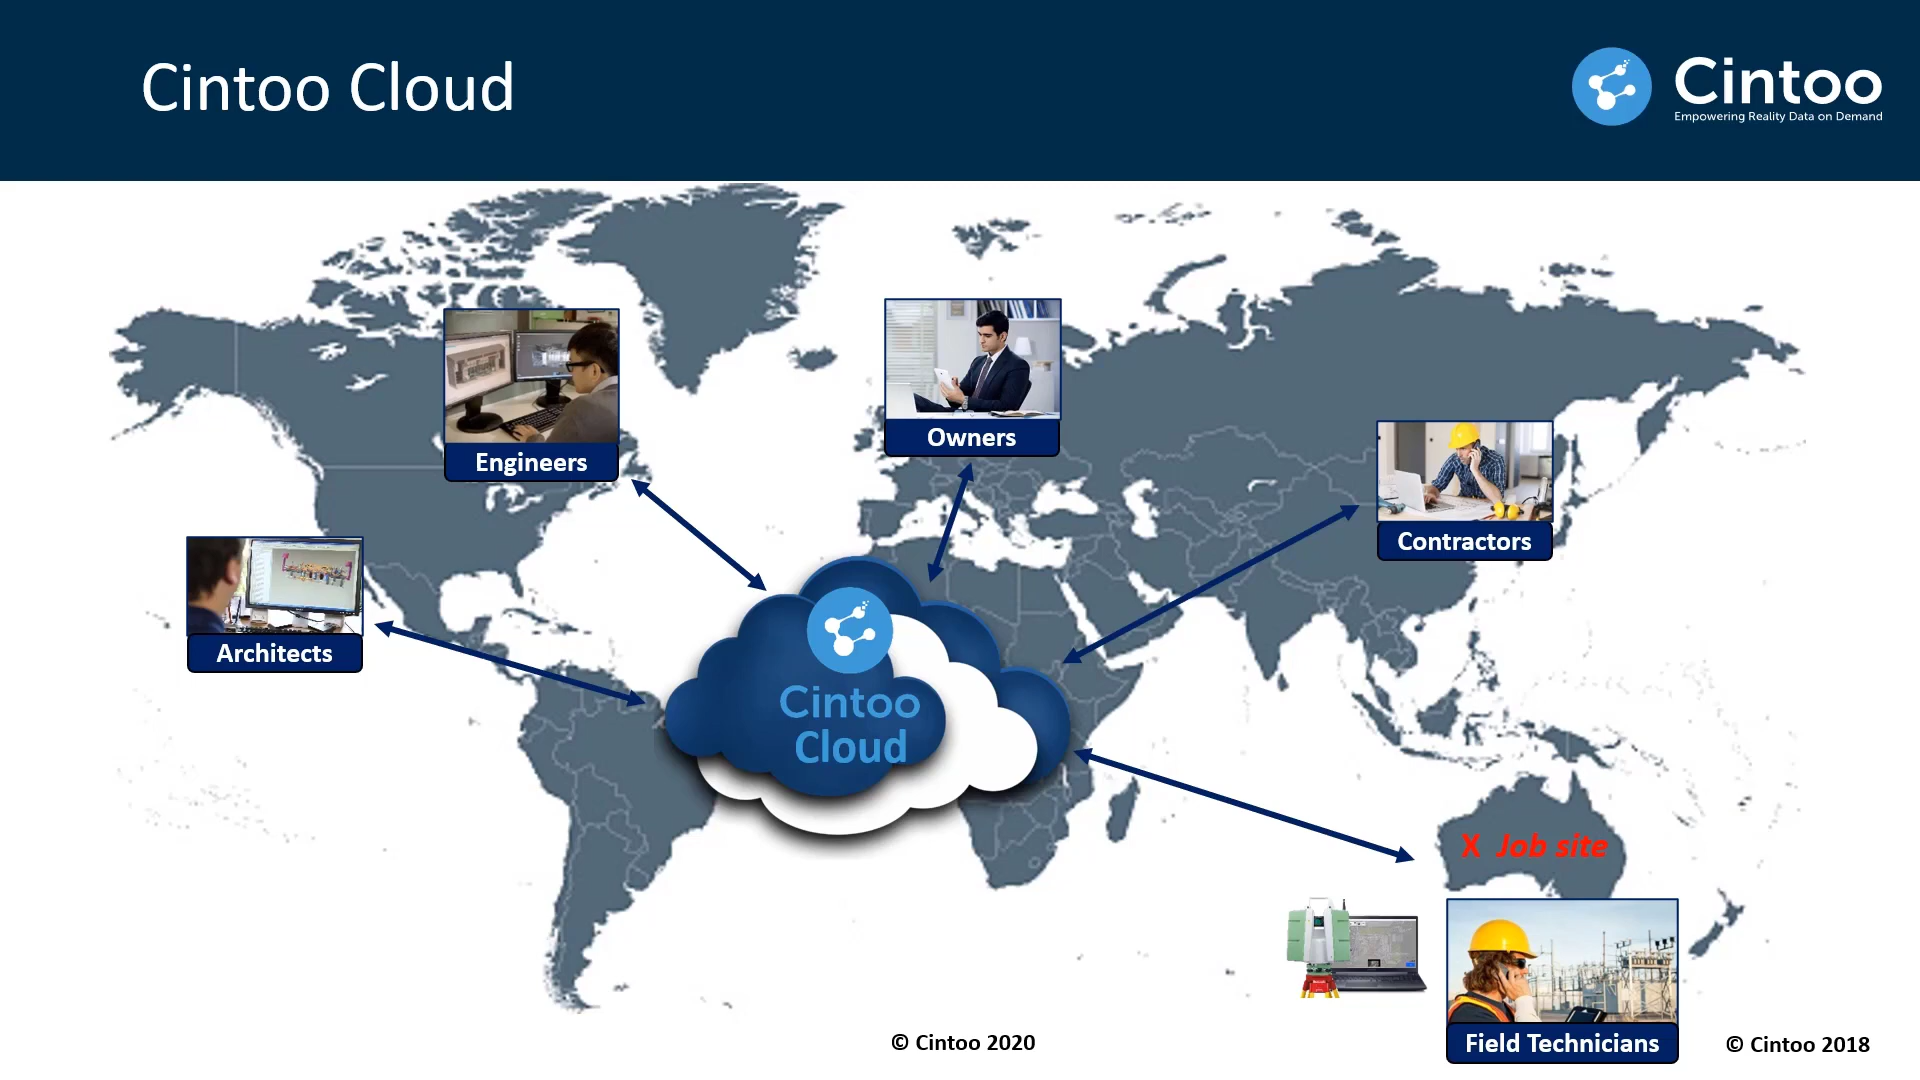 Cintoo Cloud
Cintoo
Empowering Reality Data on Demand
Engineers
Owners
Contractors
Architects
Cintoo
Cloud
X Job site
Field Technicians
© Cintoo 2020
© Cintoo 2018